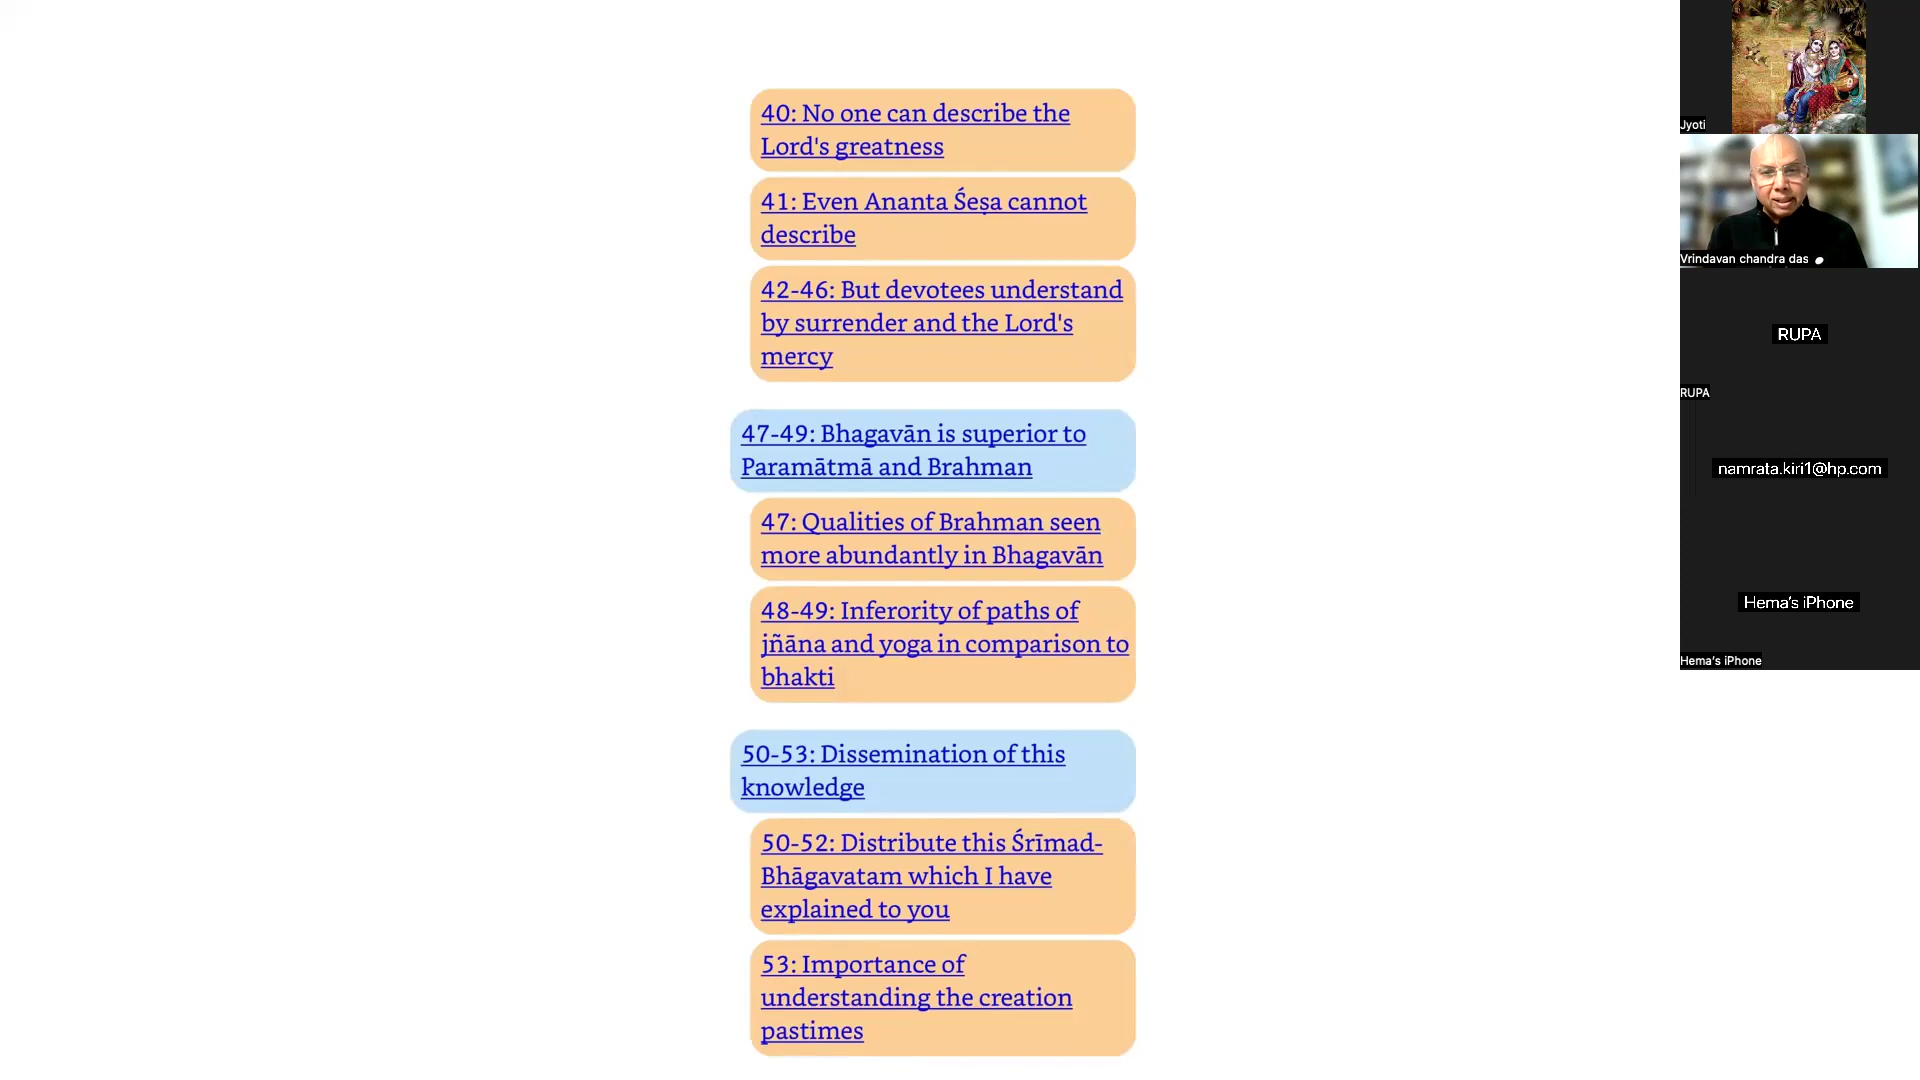 40: No one can describe the
Lord's greatness
41: Even Ananta Śeṣa cannot
describe
42-46: But devotees understand
by surrender and the Lord's
mercy
47-49: Bhagavān is superior to
Paramātmā and Brahman
47: Qualities of Brahman seen
more abundantly in Bhagavān
48-49: Inferority of paths of
jñāna and yoga in comparison to
bhakti
50-53: Dissemination of this
knowledge
50-52: Distribute this Śrīmad-
Bhāgavatam which I have
explained to you
53: Importance of
understanding the creation
pastimes
Jyoti
Vrindavan chandra das
RUPA
RUPA
namrata.kiri1@hp.com
Hema's iPhone
Hema's iPhone